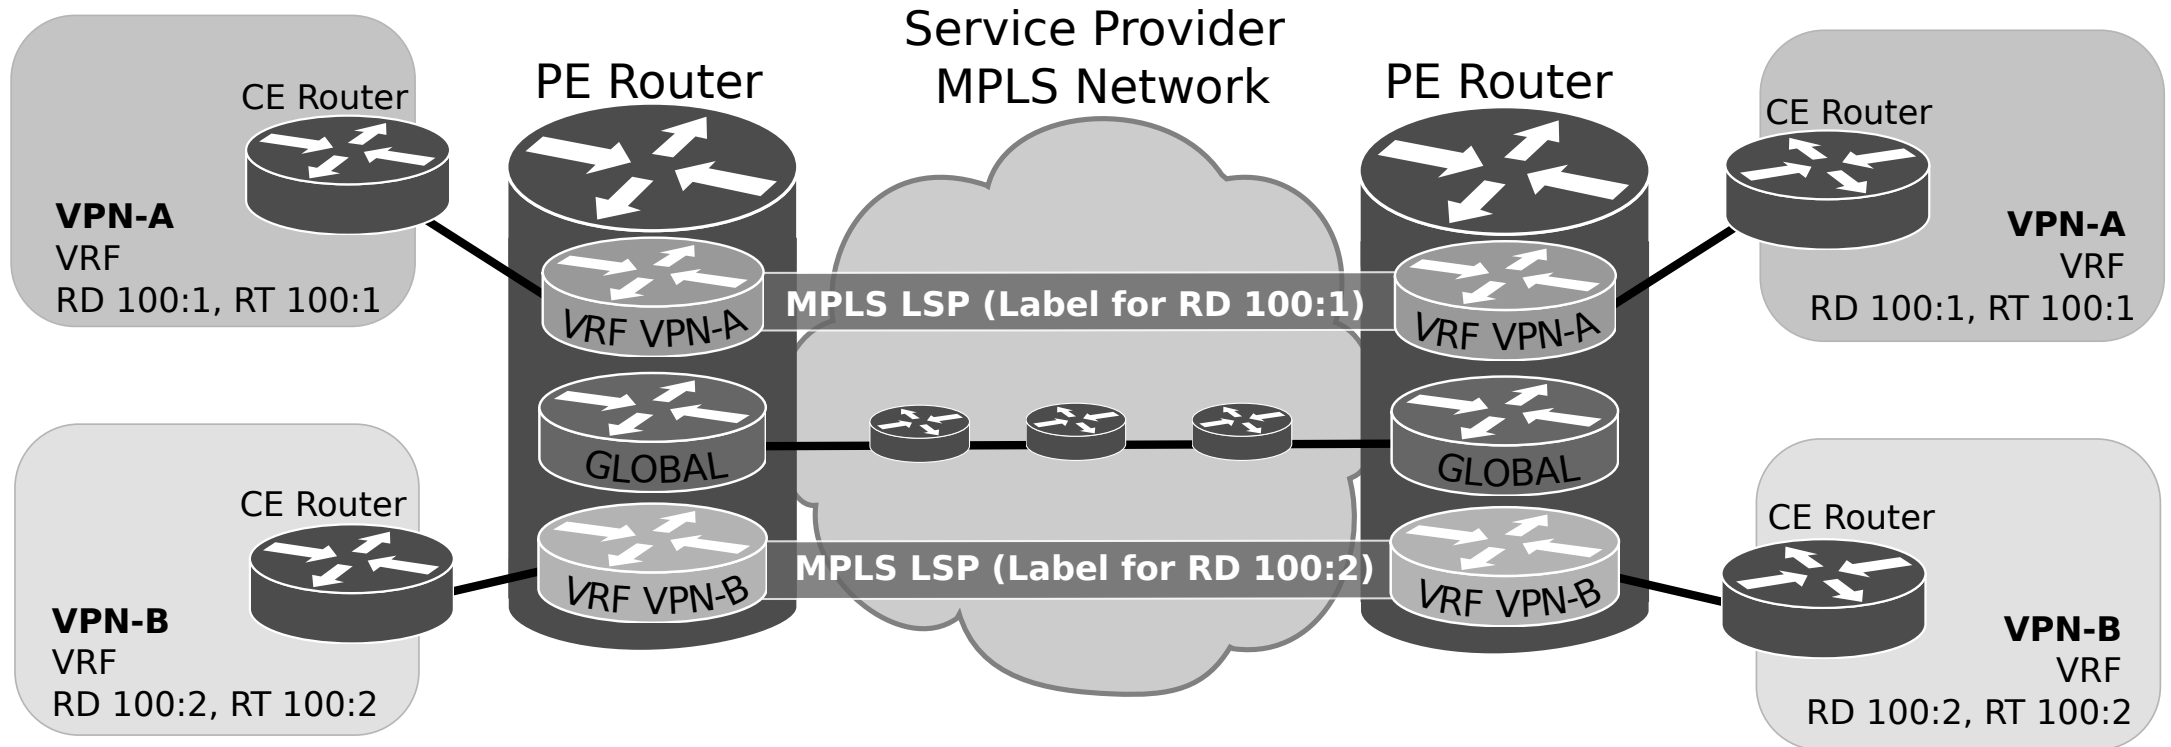 Service Provider
MPLS Network
PE Router
PE Router
CE Router
VPN-A
VRF
RD 100:1, RT 100:1
CE Router
VPN-A
VRF
RD 100:1, RT 100:1
VRF VPN-A
MPLS LSP (Label for RD 100:1)
VRF VPN-A
GLOBAL
GLOBAL
CE Router
VPN-B
VRF
RD 100:2, RT 100:2
VRF VPN-B
MPLS LSP (Label for RD 100:2)
VRF VPN-B
CE Router
VPN-B
VRF
RD 100:2, RT 100:2